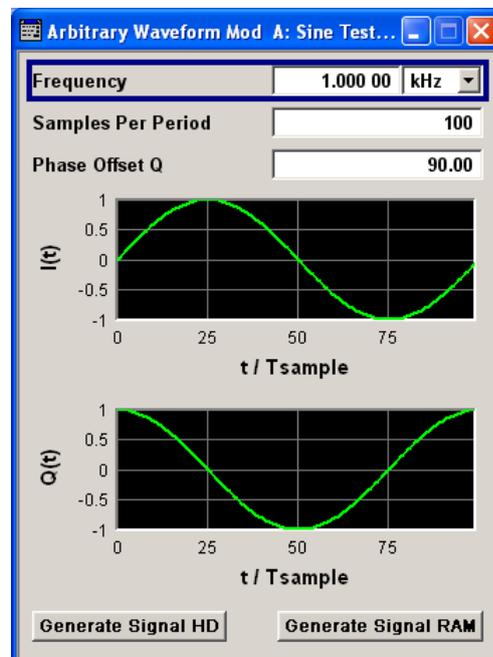 Arbitrary Waveform Mod A: Sine Test...
Frequency 1.000 00 kHz
Samples Per Period 100
Phase Offset Q 90.00
I(t)
1
0.5
0
-0.5
-1
0 25 50 75
t / Tsample
Q(t)
1
0.5
0
-0.5
-1
0 25 50 75
t / Tsample
Generate Signal HD Generate Signal RAM